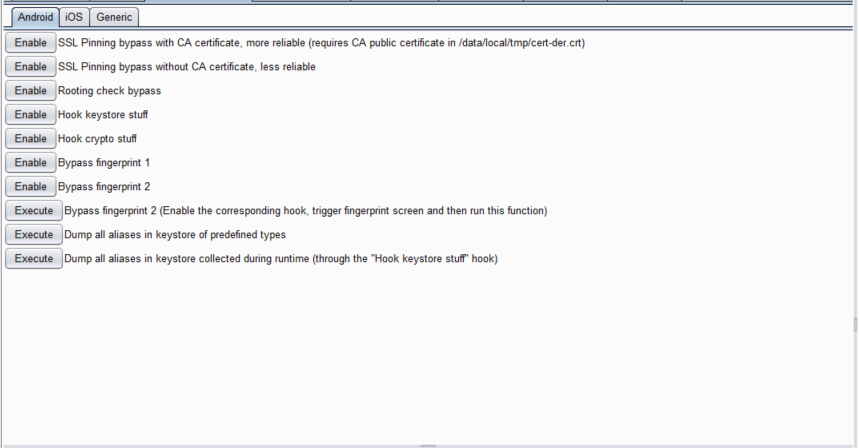 Android iOS Generic
Enable SSL Pinning bypass with CA certificate, more reliable (requires CA public certificate in /data/local/tmp/cert-der.crt)
Enable SSL Pinning bypass without CA certificate, less reliable
Enable Rooting check bypass
Enable Hook keystore stuff
Enable Hook crypto stuff
Enable Bypass fingerprint 1
Enable Bypass fingerprint 2
Execute Bypass fingerprint 2 (Enable the corresponding hook, trigger fingerprint screen and then run this function)
Execute Dump all aliases in keystore of predefined types
Execute Dump all aliases in keystore collected during runtime (through the "Hook keystore stuff" hook)